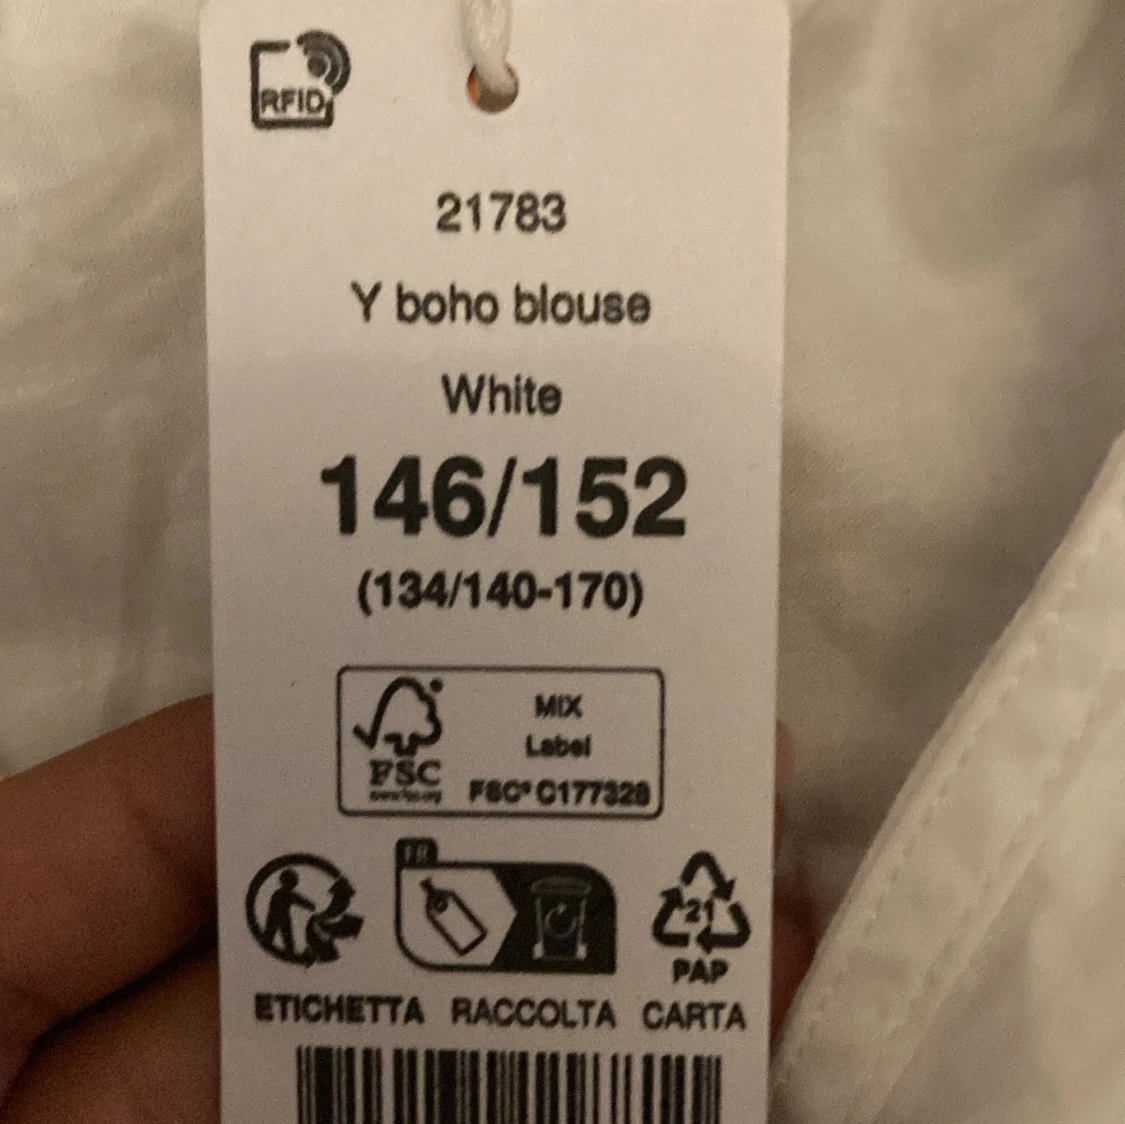 RFID
21783
Y boho blouse
White
146/152
(134/140-170)
MIX
Label
FSC
FSC® C177328
FR
21
PAP
ETICHETTA RACCOLTA CARTA